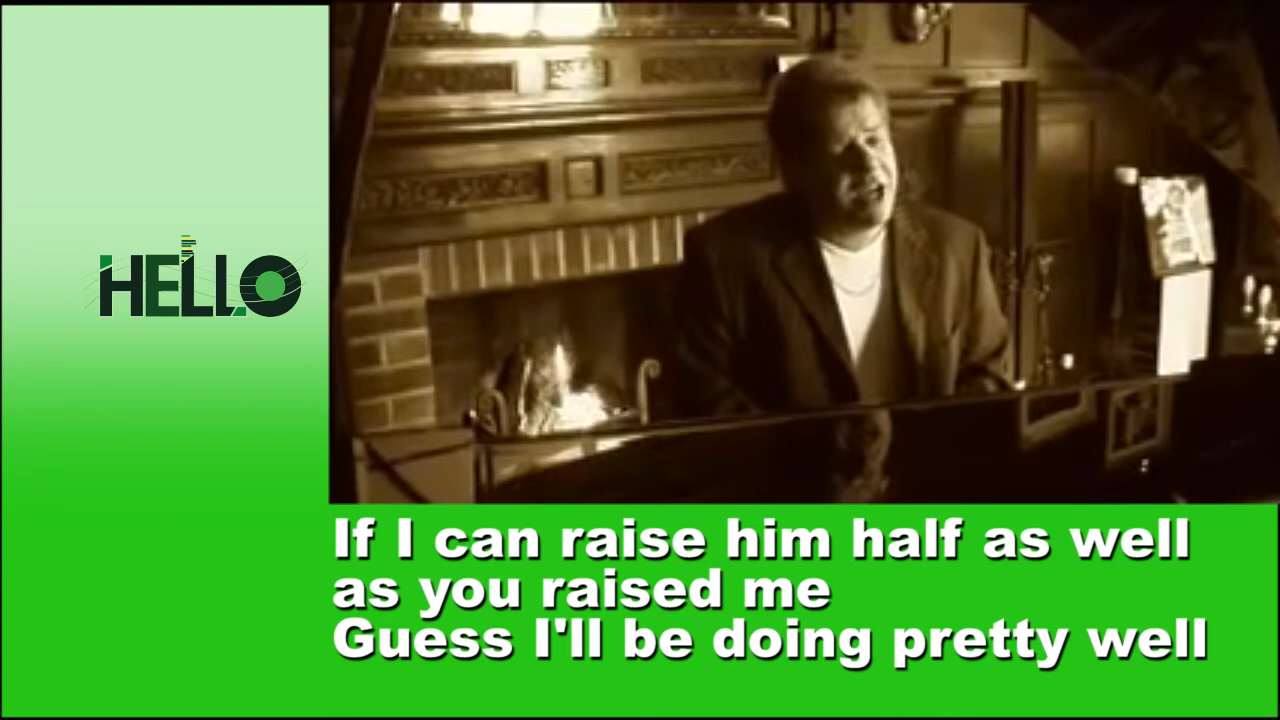 HELLO
If I can raise him half as well
as you raised me
Guess I'll be doing pretty well